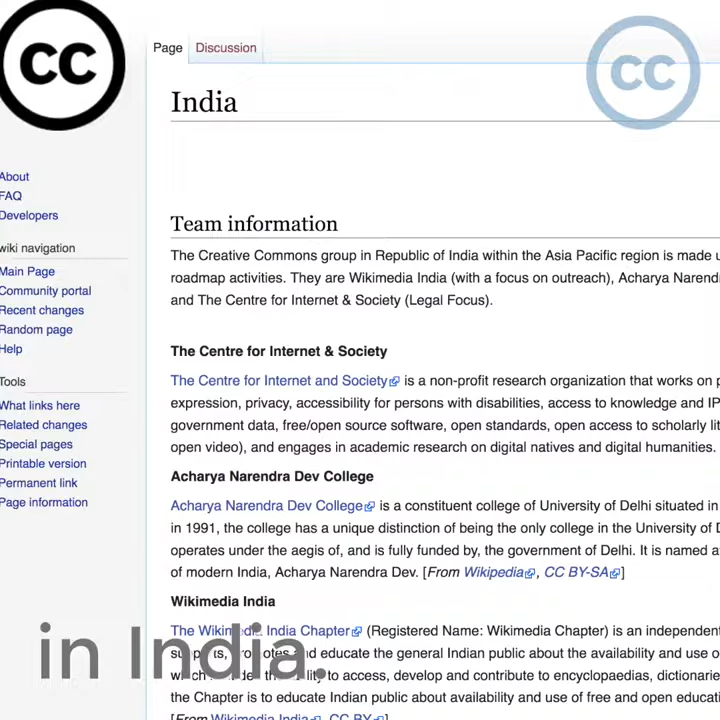 cc
Page Discussion
cc
India
About
FAQ
Developers
wiki navigation
Main Page
Community portal
Recent changes
Random page
Help
Tools
What links here
Related changes
Special pages
Printable version
Permanent link
Page information
Team information
The Creative Commons group in Republic of India within the Asia Pacific region is made
roadmap activities. They are Wikimedia India (with a focus on outreach), Acharya
and The Centre for Internet & Society (Legal Focus).
The Centre for Internet & Society
The Centre for Internet and Society is a non-profit research organization that works on
expression, privacy, accessibility for persons with disabilities, access to knowledge and
government data, free/open source software, open standards, open access to scholarly
open video), and engages in academic research on digital natives and digital humanities.
Acharya Narendra Dev College
Acharya Narendra Dev College is a constituent college of University of Delhi situated in
in 1991, the college has a unique distinction of being the only college in the University of
operates under the aegis of, and is fully funded by, the government of Delhi. It is named
of modern India, Acharya Narendra Dev. [From Wikipedia, CC BY-SA]
Wikimedia India
The Wikimedia India Chapter (Registered Name: Wikimedia Chapter) is an independent
and educate the general Indian public about the availability and use
to access, develop and contribute to encyclopaedias,
the Chapter is to educate Indian public about availability and use of free and open
[From Wikimedia India, CC BY]
in India.